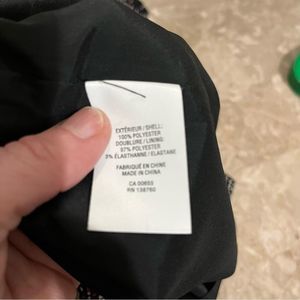 EXTÉRIEUR / SHELL:
100% POLYESTER
DOUBLURE / LINING:
97% POLYESTER
3% ÉLASTHANNE / ELASTANE
FABRIQUÉ EN CHINE
MADE IN CHINA
CA 00653
RN 138760